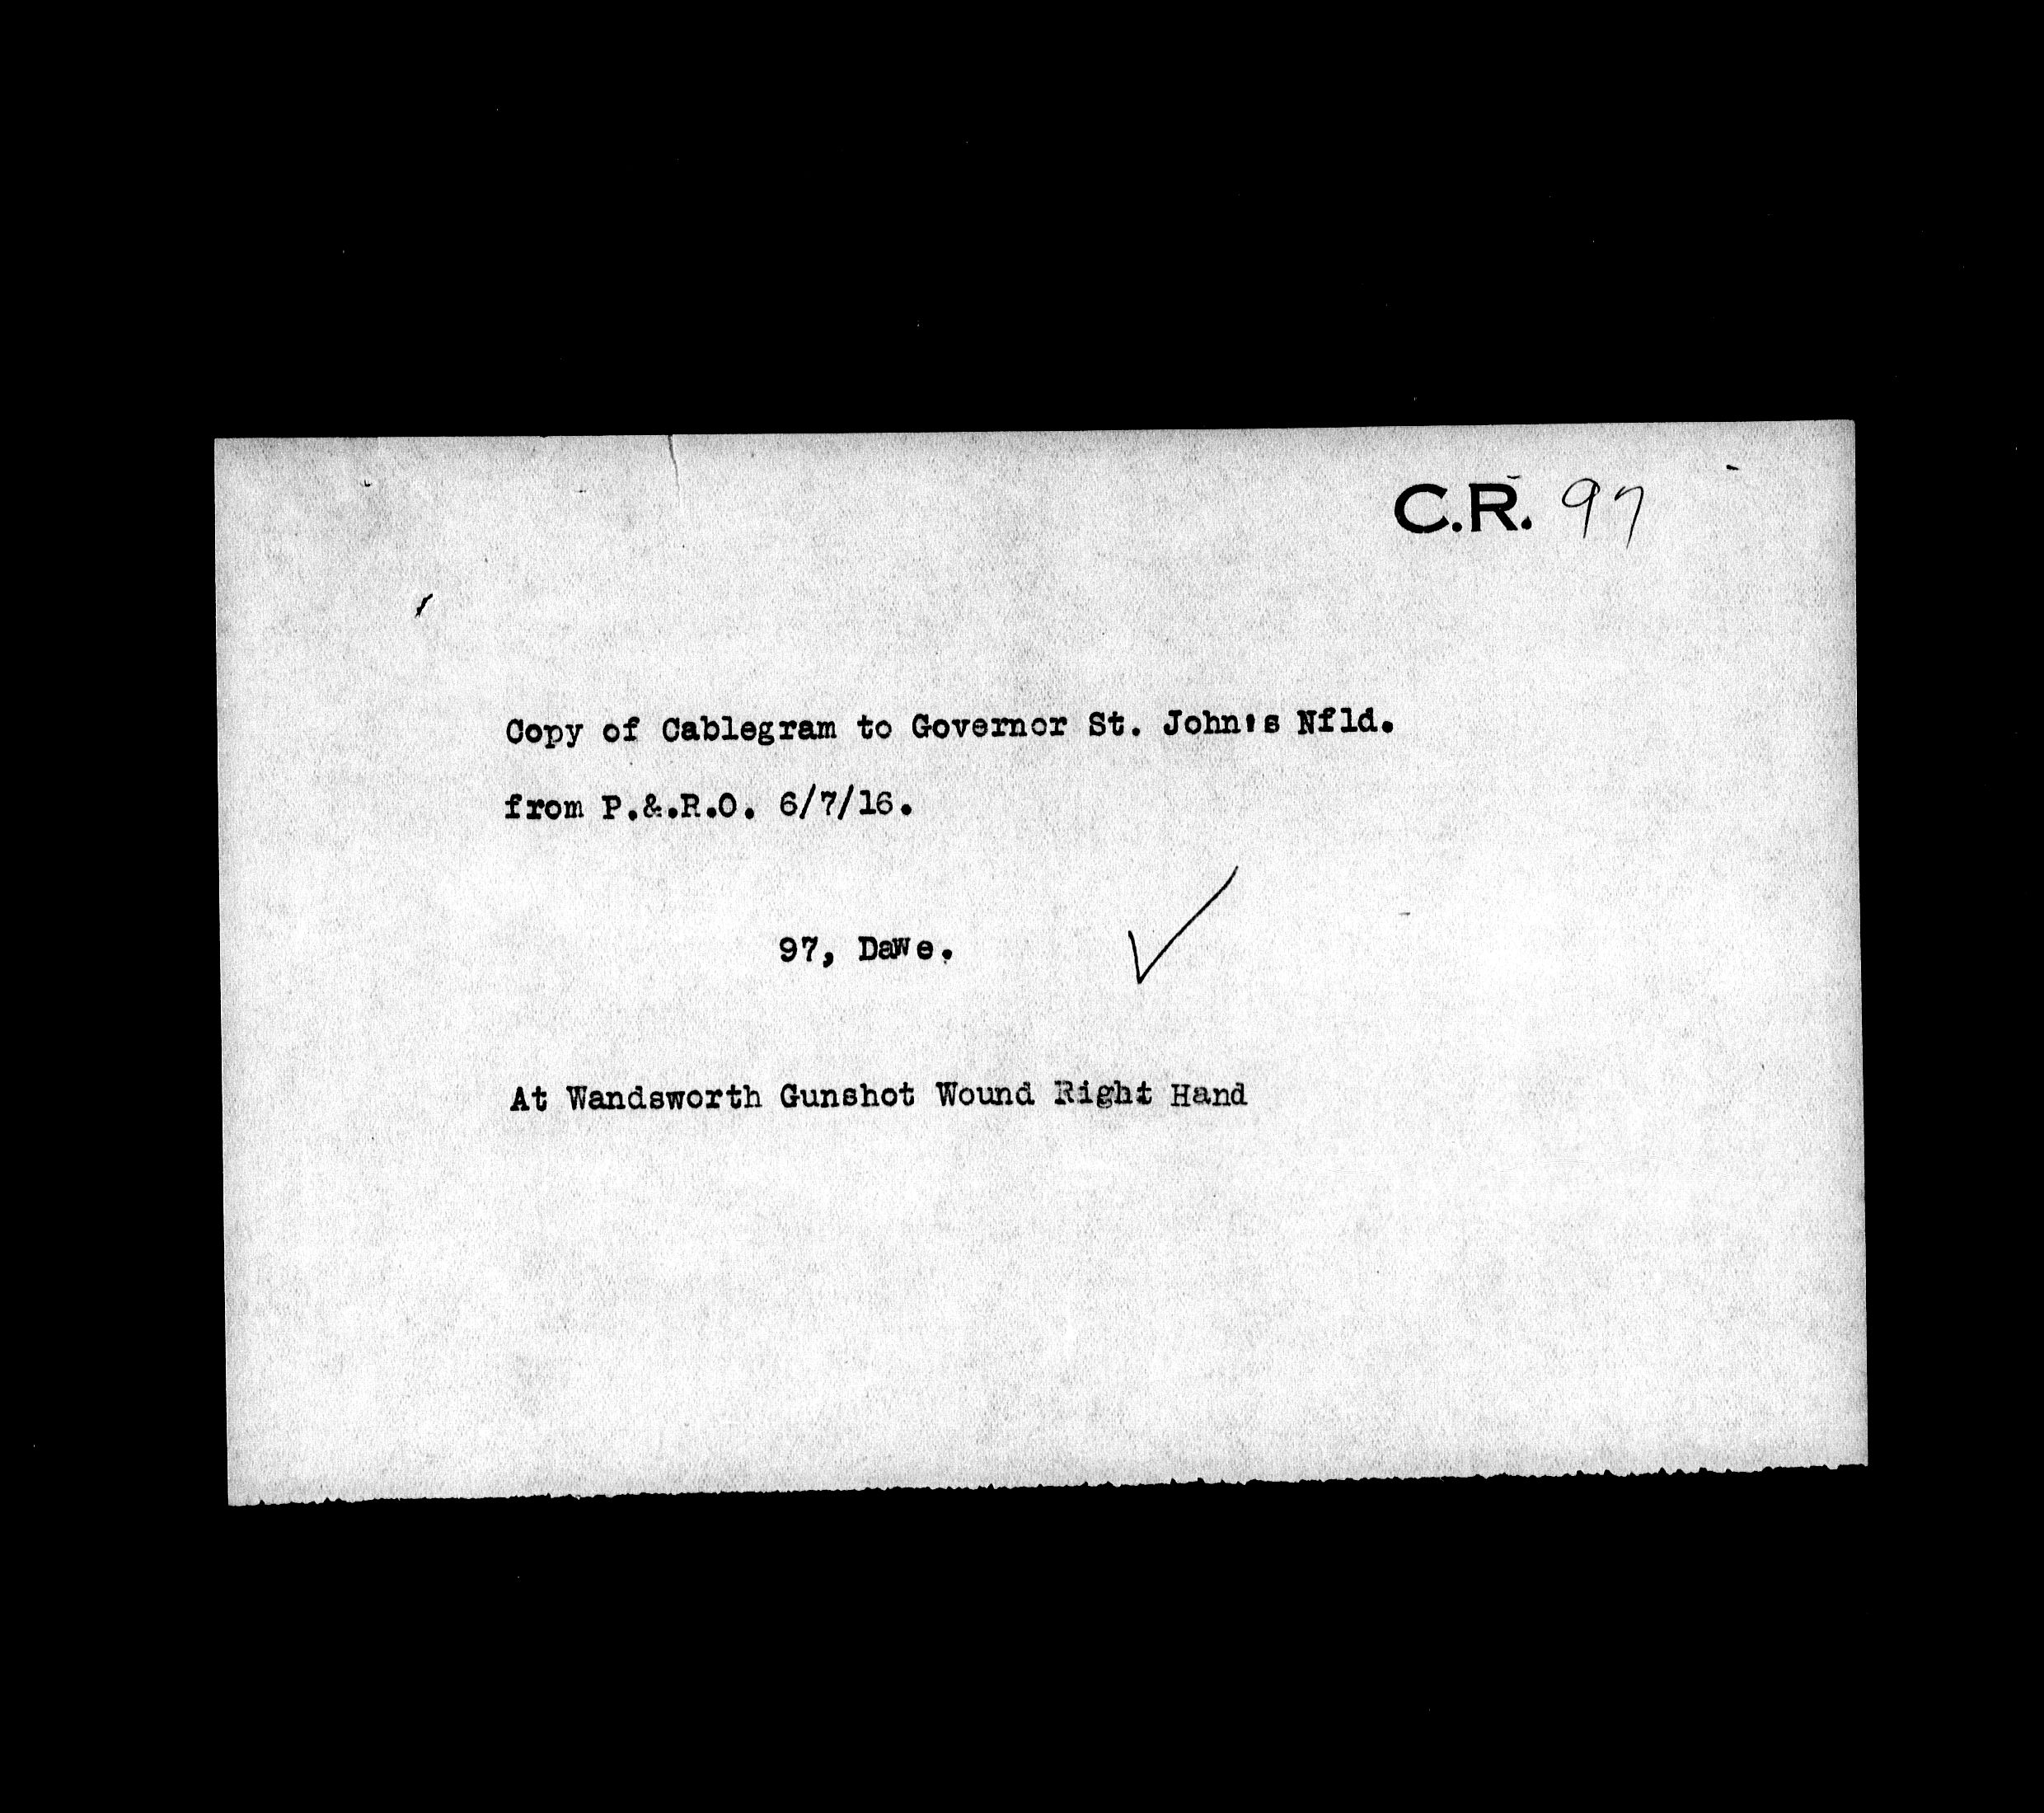 C.R. 97
Copy of Cablegram to Governor St. John's Nfld.
from P.&.R.O. 6/7/16.
97, Dawe.
At Wandsworth Gunshot Wound Right Hand